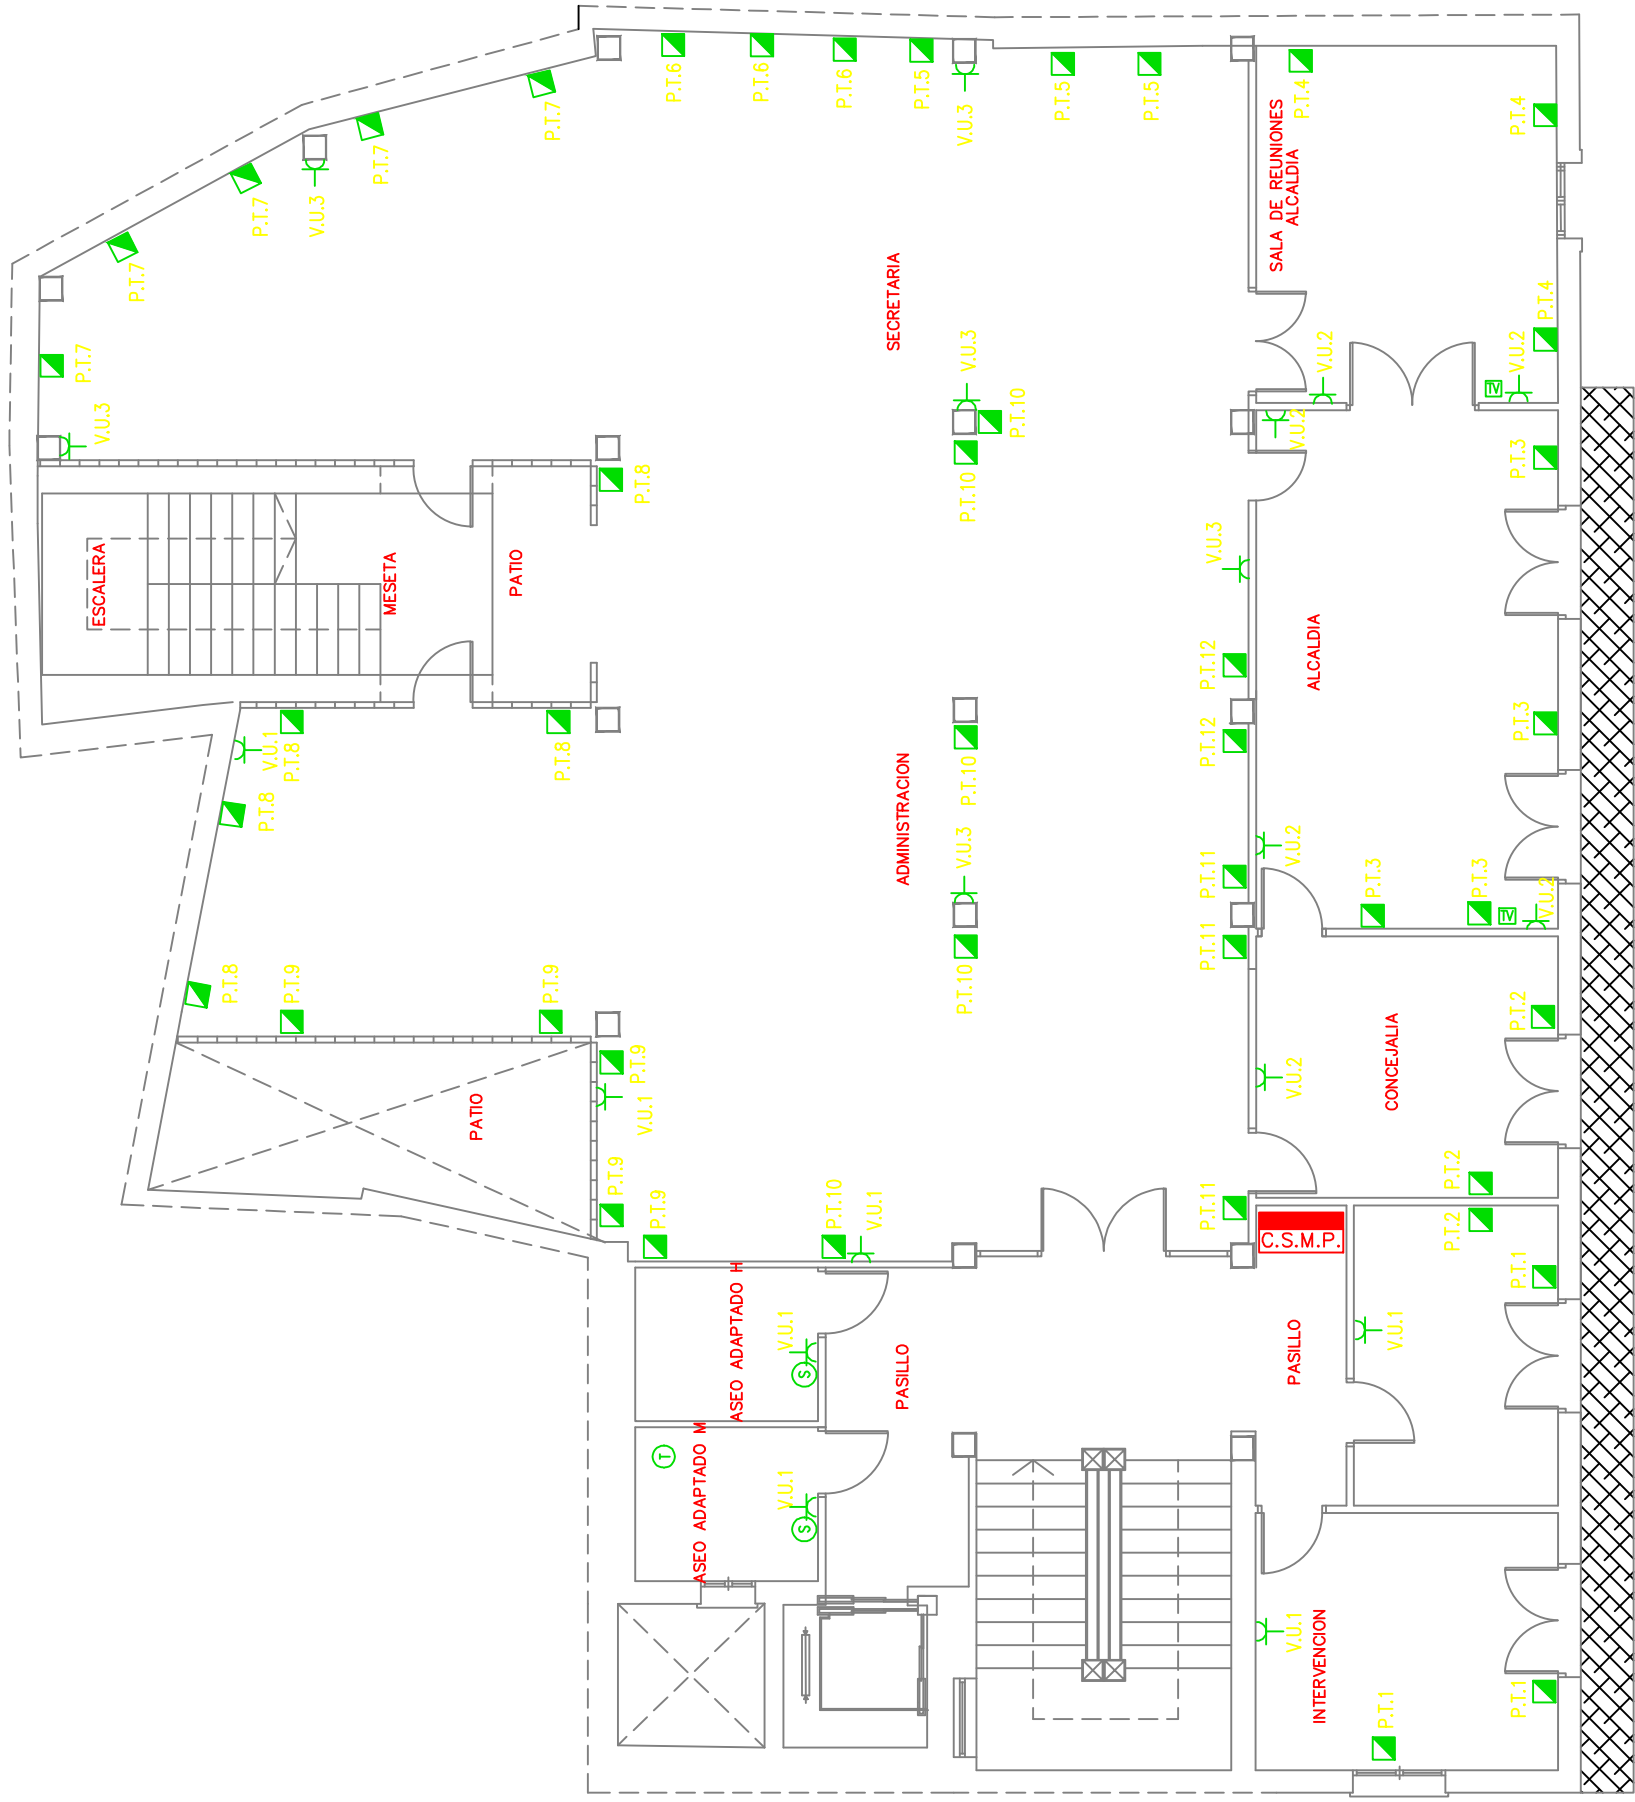 P.T.6
P.T.6
P.T.6
P.T.5
V.U.3
P.T.5
P.T.5
P.T.4
P.T.4
P.T.7
P.T.7
P.T.7
V.U.3
P.T.7
P.T.7
V.U.3
SALA DE REUNIONES
ALCALDIA
SECRETARIA
P.T.4
V.U.3
P.T.10
P.T.10
V.U.2
V.U.2
TV
V.U.2
P.T.3
P.T.8
ESCALERA
MESETA
PATIO
V.U.3
ALCALDIA
P.T.12
P.T.12
P.T.3
V.U.1
P.T.8
P.T.8
P.T.8
P.T.10
ADMINISTRACION
V.U.3
V.U.2
P.T.11
P.T.3
P.T.3
TV
V.U.2
P.T.11
P.T.10
P.T.8
P.T.9
P.T.9
P.T.2
P.T.9
V.U.1
PATIO
V.U.2
CONCEJALIA
P.T.9
P.T.9
P.T.10
V.U.1
P.T.11
P.T.2
P.T.2
C.S.M.P.
P.T.1
ASEO ADAPTADO H
V.U.1
S
PASILLO
PASILLO
V.U.1
ASEO ADAPTADO M
T
V.U.1
S
V.U.1
INTERVENCION
P.T.1
P.T.1